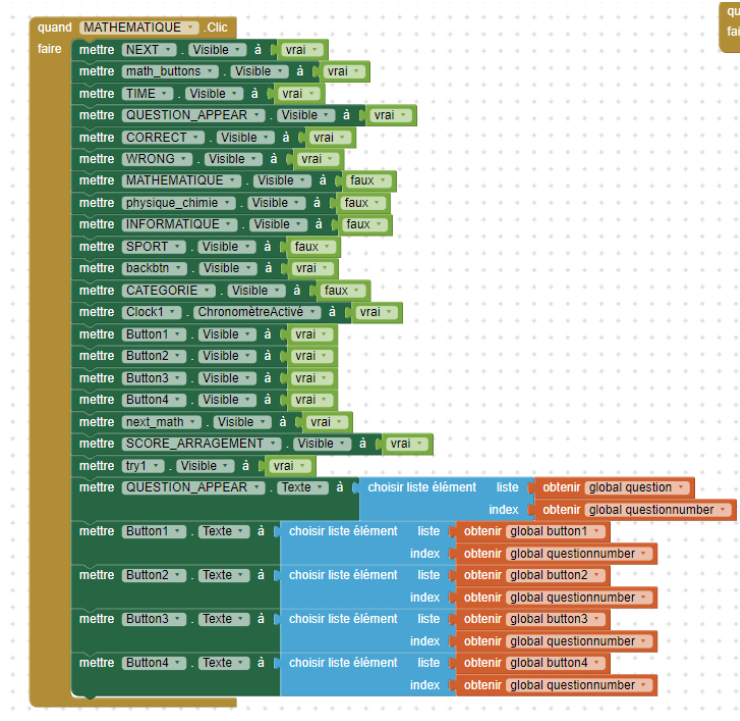 quand MATHEMATIQUE .Clic
faire mettre NEXT . Visible à vrai
mettre math_buttons . Visible à vrai
mettre TIME . Visible à vrai
mettre QUESTION_APPEAR . Visible à vrai
mettre CORRECT . Visible à vrai
mettre WRONG . Visible à vrai
mettre MATHEMATIQUE . Visible à faux
mettre physique_chimie . Visible à faux
mettre INFORMATIQUE . Visible à faux
mettre SPORT . Visible à faux
mettre backbtn . Visible à vrai
mettre CATEGORIE . Visible à faux
mettre Clock1 . ChronomètreActivé à vrai
mettre Button1 . Visible à vrai
mettre Button2 . Visible à vrai
mettre Button3 . Visible à vrai
mettre Button4 . Visible à vrai
mettre next_math . Visible à vrai
mettre SCORE_ARRAGEMENT . Visible à vrai
mettre try1 . Visible à vrai
mettre QUESTION_APPEAR . Texte à choisir liste élément liste obtenir global question
index obtenir global questionnumber
mettre Button1 . Texte à choisir liste élément liste obtenir global button1
index obtenir global questionnumber
mettre Button2 . Texte à choisir liste élément liste obtenir global button2
index obtenir global questionnumber
mettre Button3 . Texte à choisir liste élément liste obtenir global button3
index obtenir global questionnumber
mettre Button4 . Texte à choisir liste élément liste obtenir global button4
index obtenir global questionnumber